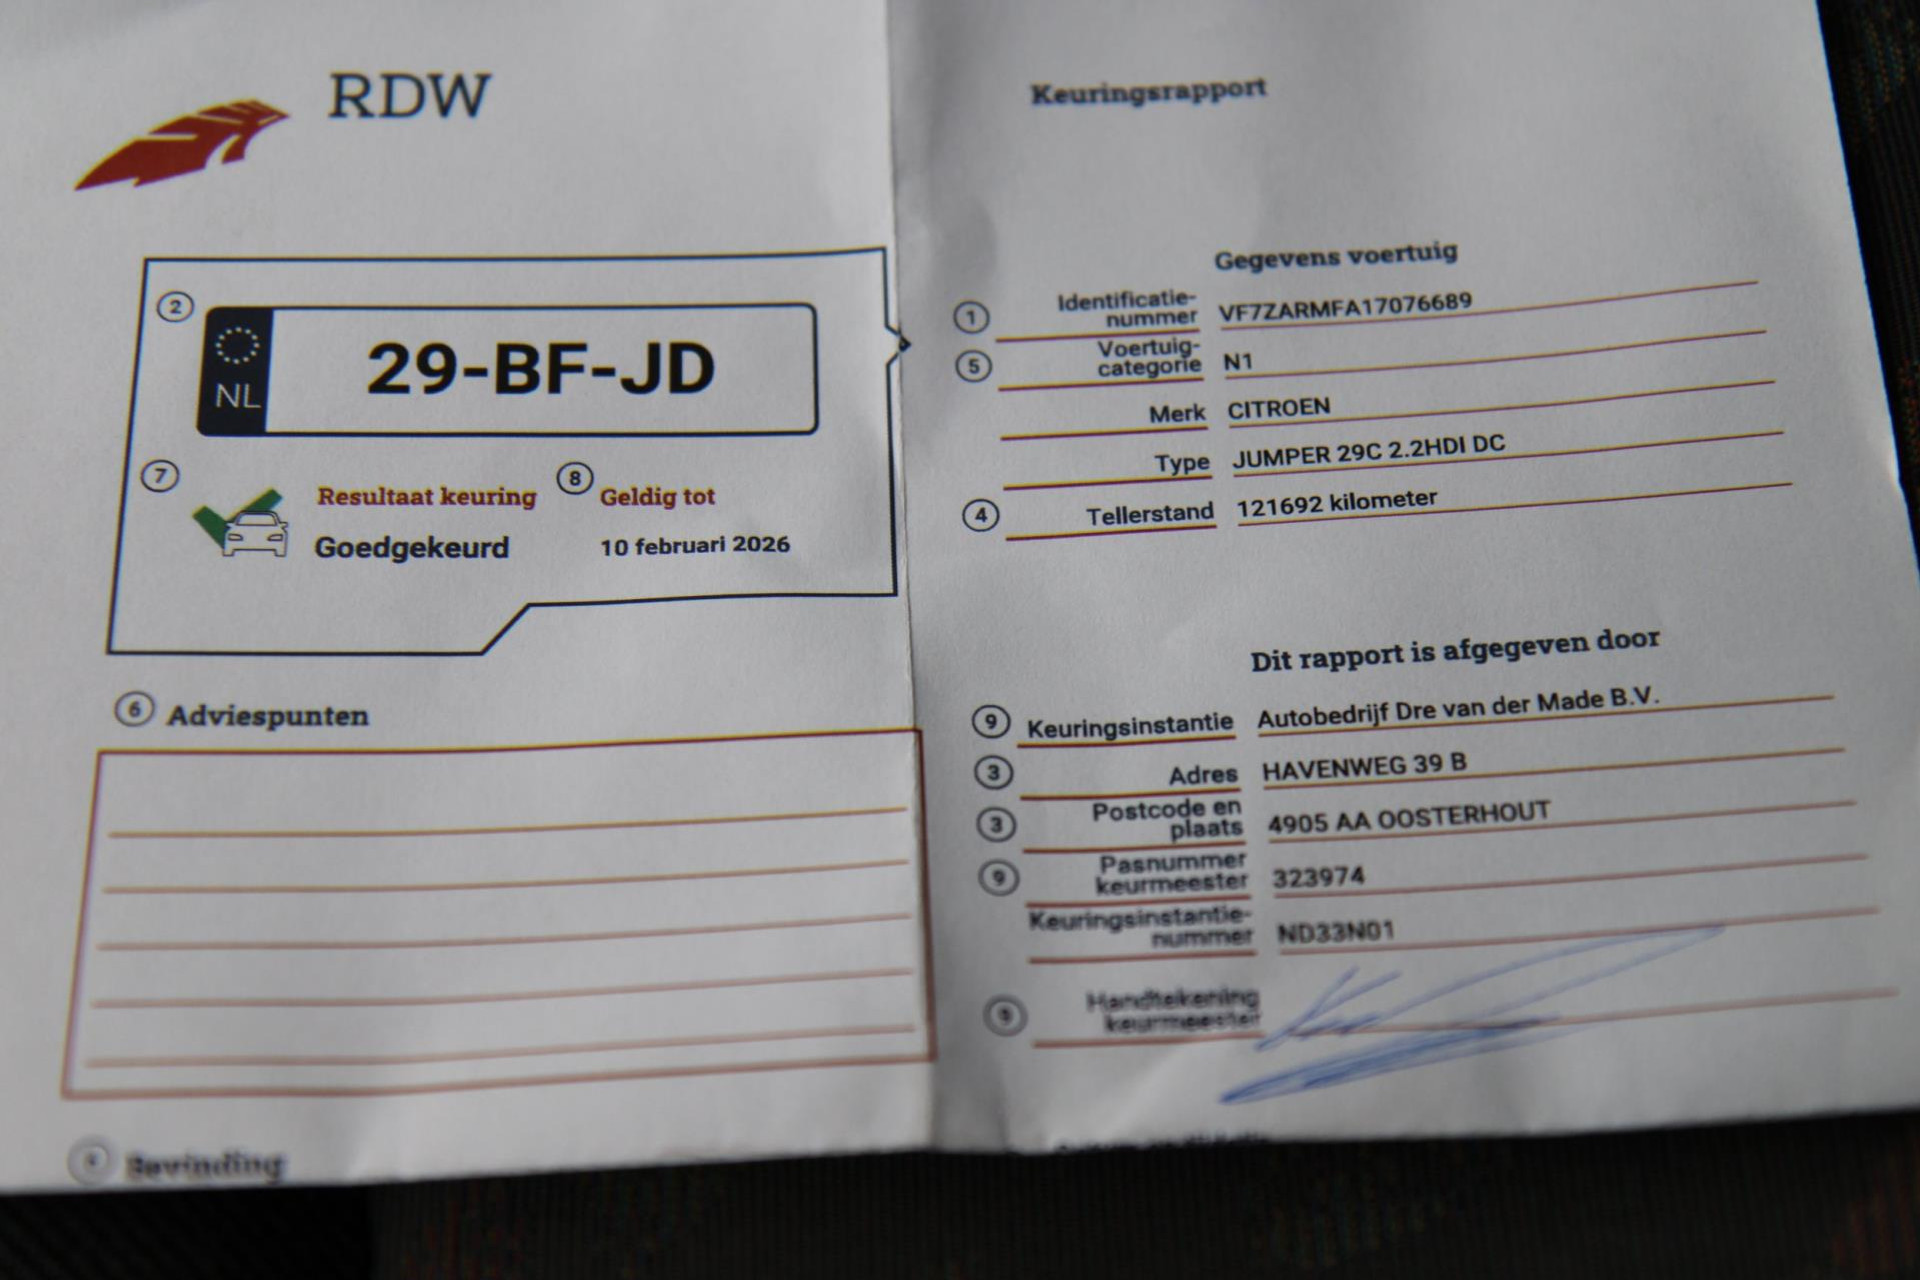 RDW
2
NL
29-BF-JD
7
Resultaat keuring
Goedgekeurd
8
Geldig tot
10 februari 2026
6 Adviespunten
Bevinding
Keuringsrapport
Gegevens voertuig
1 Identificatie-
nummer VF7ZARMFA17076689
5 Voertuig-
categorie N1
Merk CITROEN
Type JUMPER 29C 2.2HDI DC
4 Tellerstand 121692 kilometer
Dit rapport is afgegeven door
9 Keuringsinstantie Autobedrijf Dre van der Made B.V.
3 Adres HAVENWEG 39 B
3 Postcode en
plaats 4905 AA OOSTERHOUT
9 Pasnummer
keurmeester 323974
Keuringsinstantie-
nummer ND33N01
9 Handtekening
keurmeester